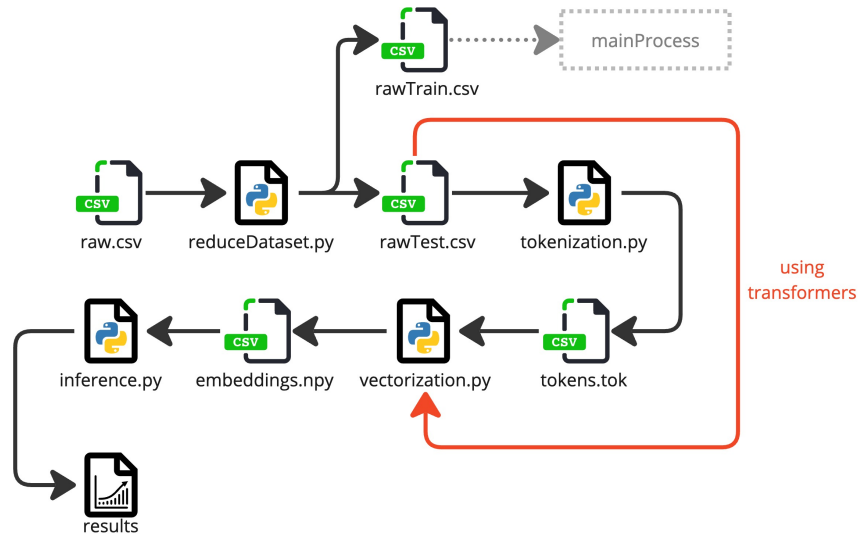 CSV
rawTrain.csv
mainProcess
CSV
raw.csv
reduceDataset.py
CSV
rawTest.csv
tokenization.py
using
transformers
inference.py
CSV
embeddings.npy
vectorization.py
CSV
tokens.tok
results